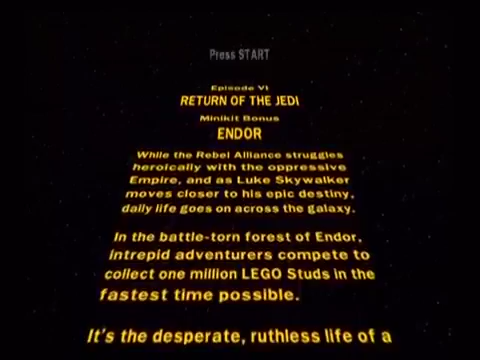 Press START
Episode VI
RETURN OF THE JEDI
Minikit Bonus
ENDOR
While the Rebel Alliance struggles
heroically with the oppressive
Empire, and as Luke Skywalker
moves closer to his epic destiny,
daily life goes on across the galaxy.
In the battle-torn forest of Endor,
intrepid adventurers compete to
collect one million LEGO Studs in the
fastest time possible.
It's the desperate, ruthless life of a